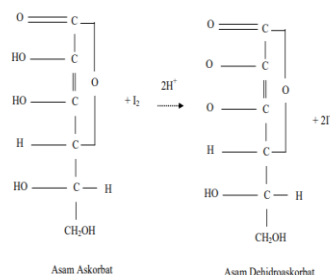 O C O C
HO C O C
O O
HO C + I₂ 2H⁺ O C + 2I
H C H C
HO C H HO C H
CH₂OH CH₂OH
Asam Askorbat Asam Dehidroaskorbat